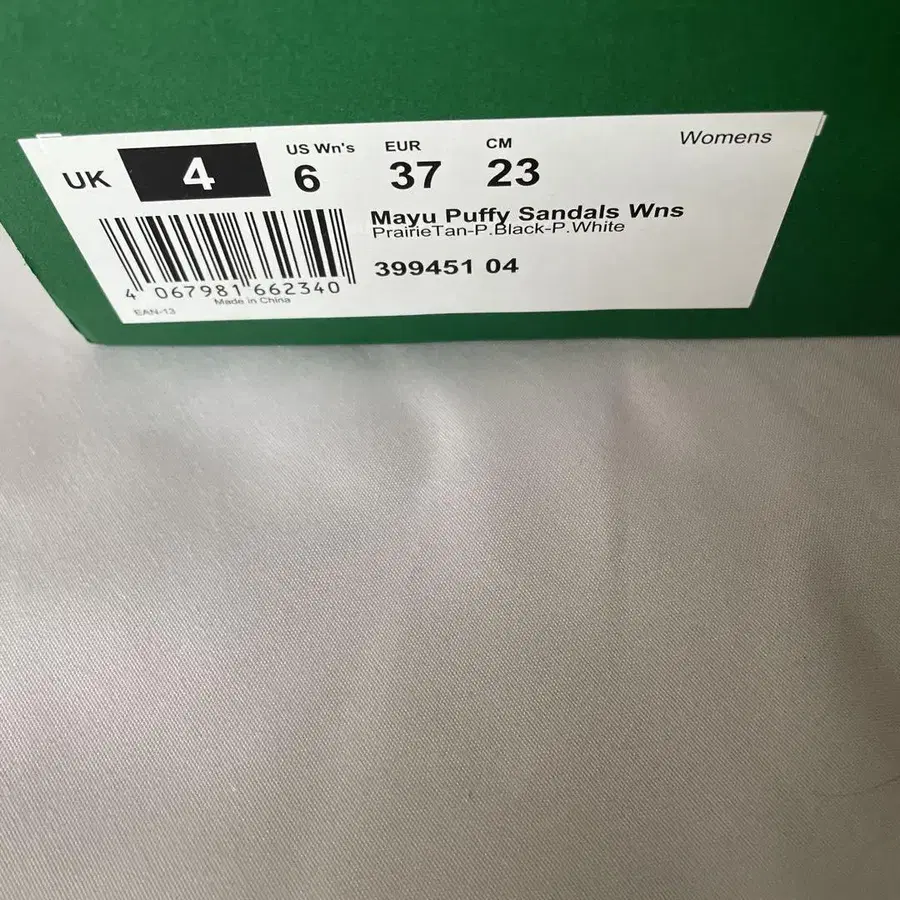 Womens
UK 4
US Wn's 6
EUR 37
CM 23
Mayu Puffy Sandals Wns
PrairieTan-P.Black-P.White
399451 04
4 067981 662340
Made in China
EAN-13